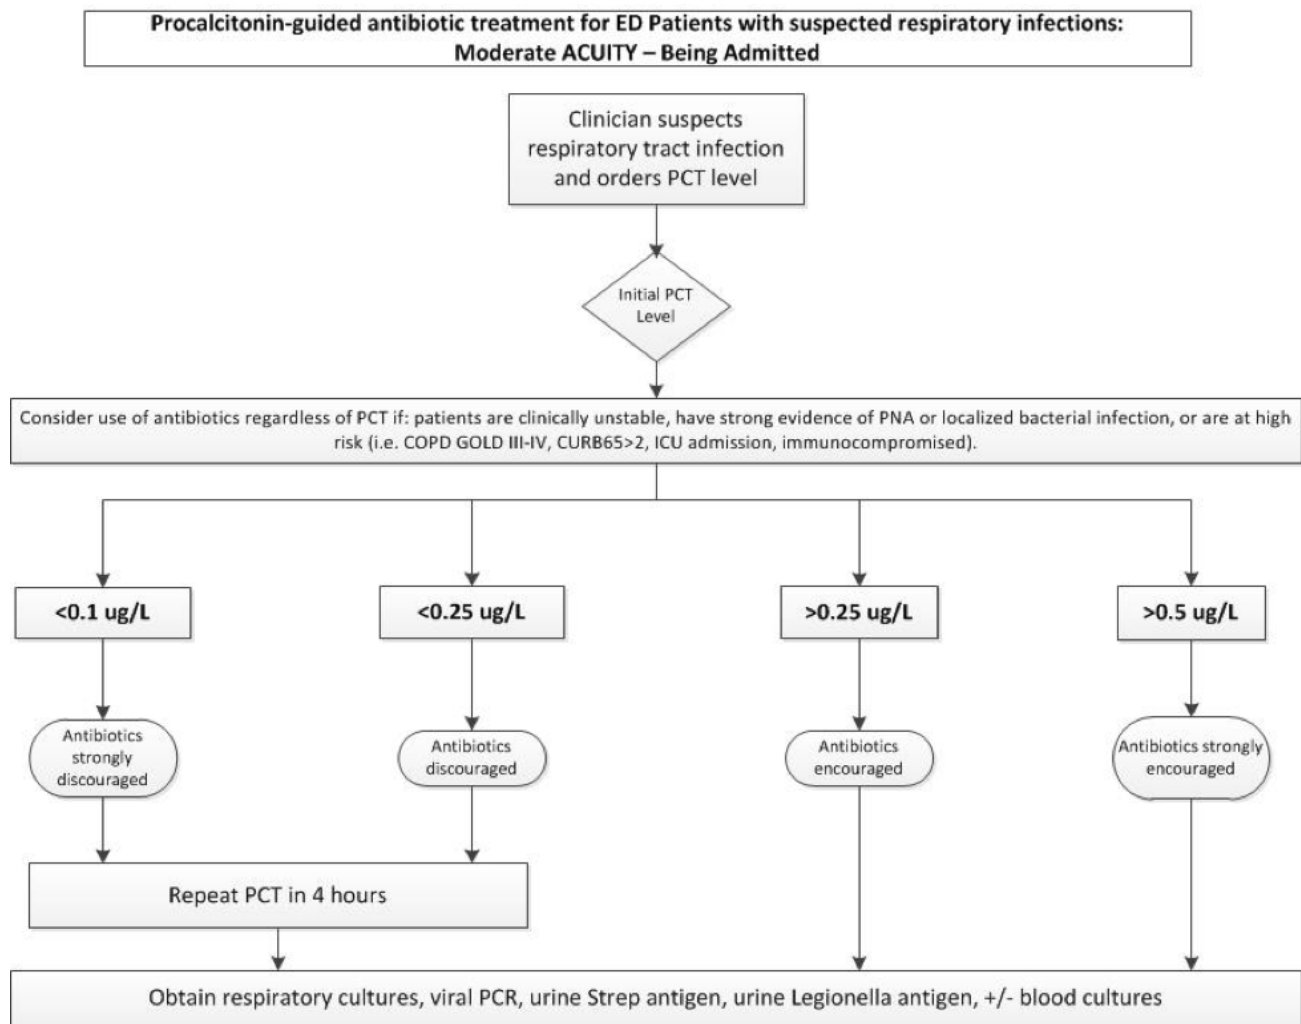 Procalcitonin-guided antibiotic treatment for ED Patients with suspected respiratory infections:
Moderate ACUITY – Being Admitted
Clinician suspects
respiratory tract infection
and orders PCT level
Initial PCT
Level
Consider use of antibiotics regardless of PCT if: patients are clinically unstable, have strong evidence of PNA or localized bacterial infection, or are at high
risk (i.e. COPD GOLD III-IV, CURB65>2, ICU admission, immunocompromised).
<0.1 ug/L
<0.25 ug/L
>0.25 ug/L
>0.5 ug/L
Antibiotics
strongly
discouraged
Antibiotics
discouraged
Antibiotics
encouraged
Antibiotics strongly
encouraged
Repeat PCT in 4 hours
Obtain respiratory cultures, viral PCR, urine Strep antigen, urine Legionella antigen, +/- blood cultures